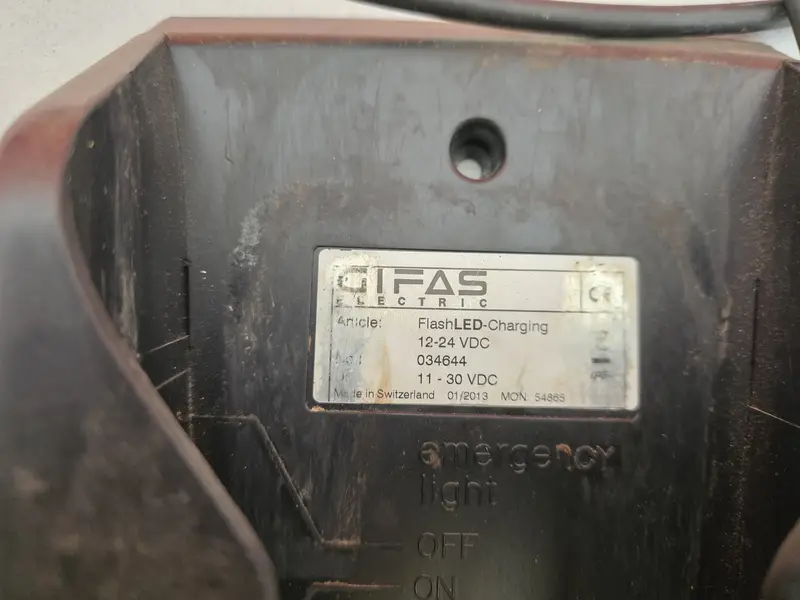 GIFAS
ELECTRIC
CE
Article: FlashLED-Charging
12-24 VDC
034644
11 - 30 VDC
Made in Switzerland 01/2013 MON: 54865
emergency
light
OFF
ON